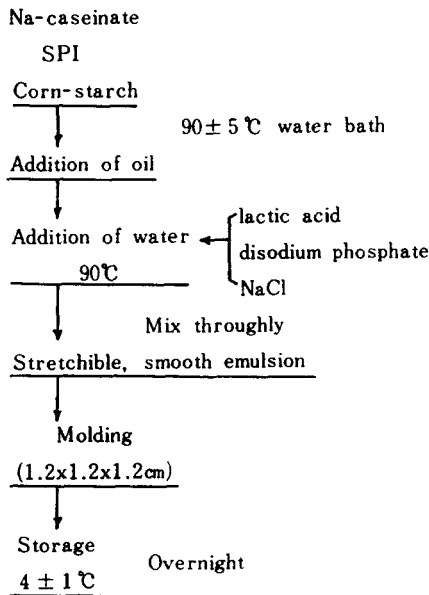 Na-caseinate
SPI
Corn-starch
90±5℃ water bath
Addition of oil
lactic acid
Addition of water
disodium phosphate
90℃
NaCl
Mix throughly
Stretchible, smooth emulsion
Molding
(1.2x1.2x1.2cm)
Storage
Overnight
4±1℃